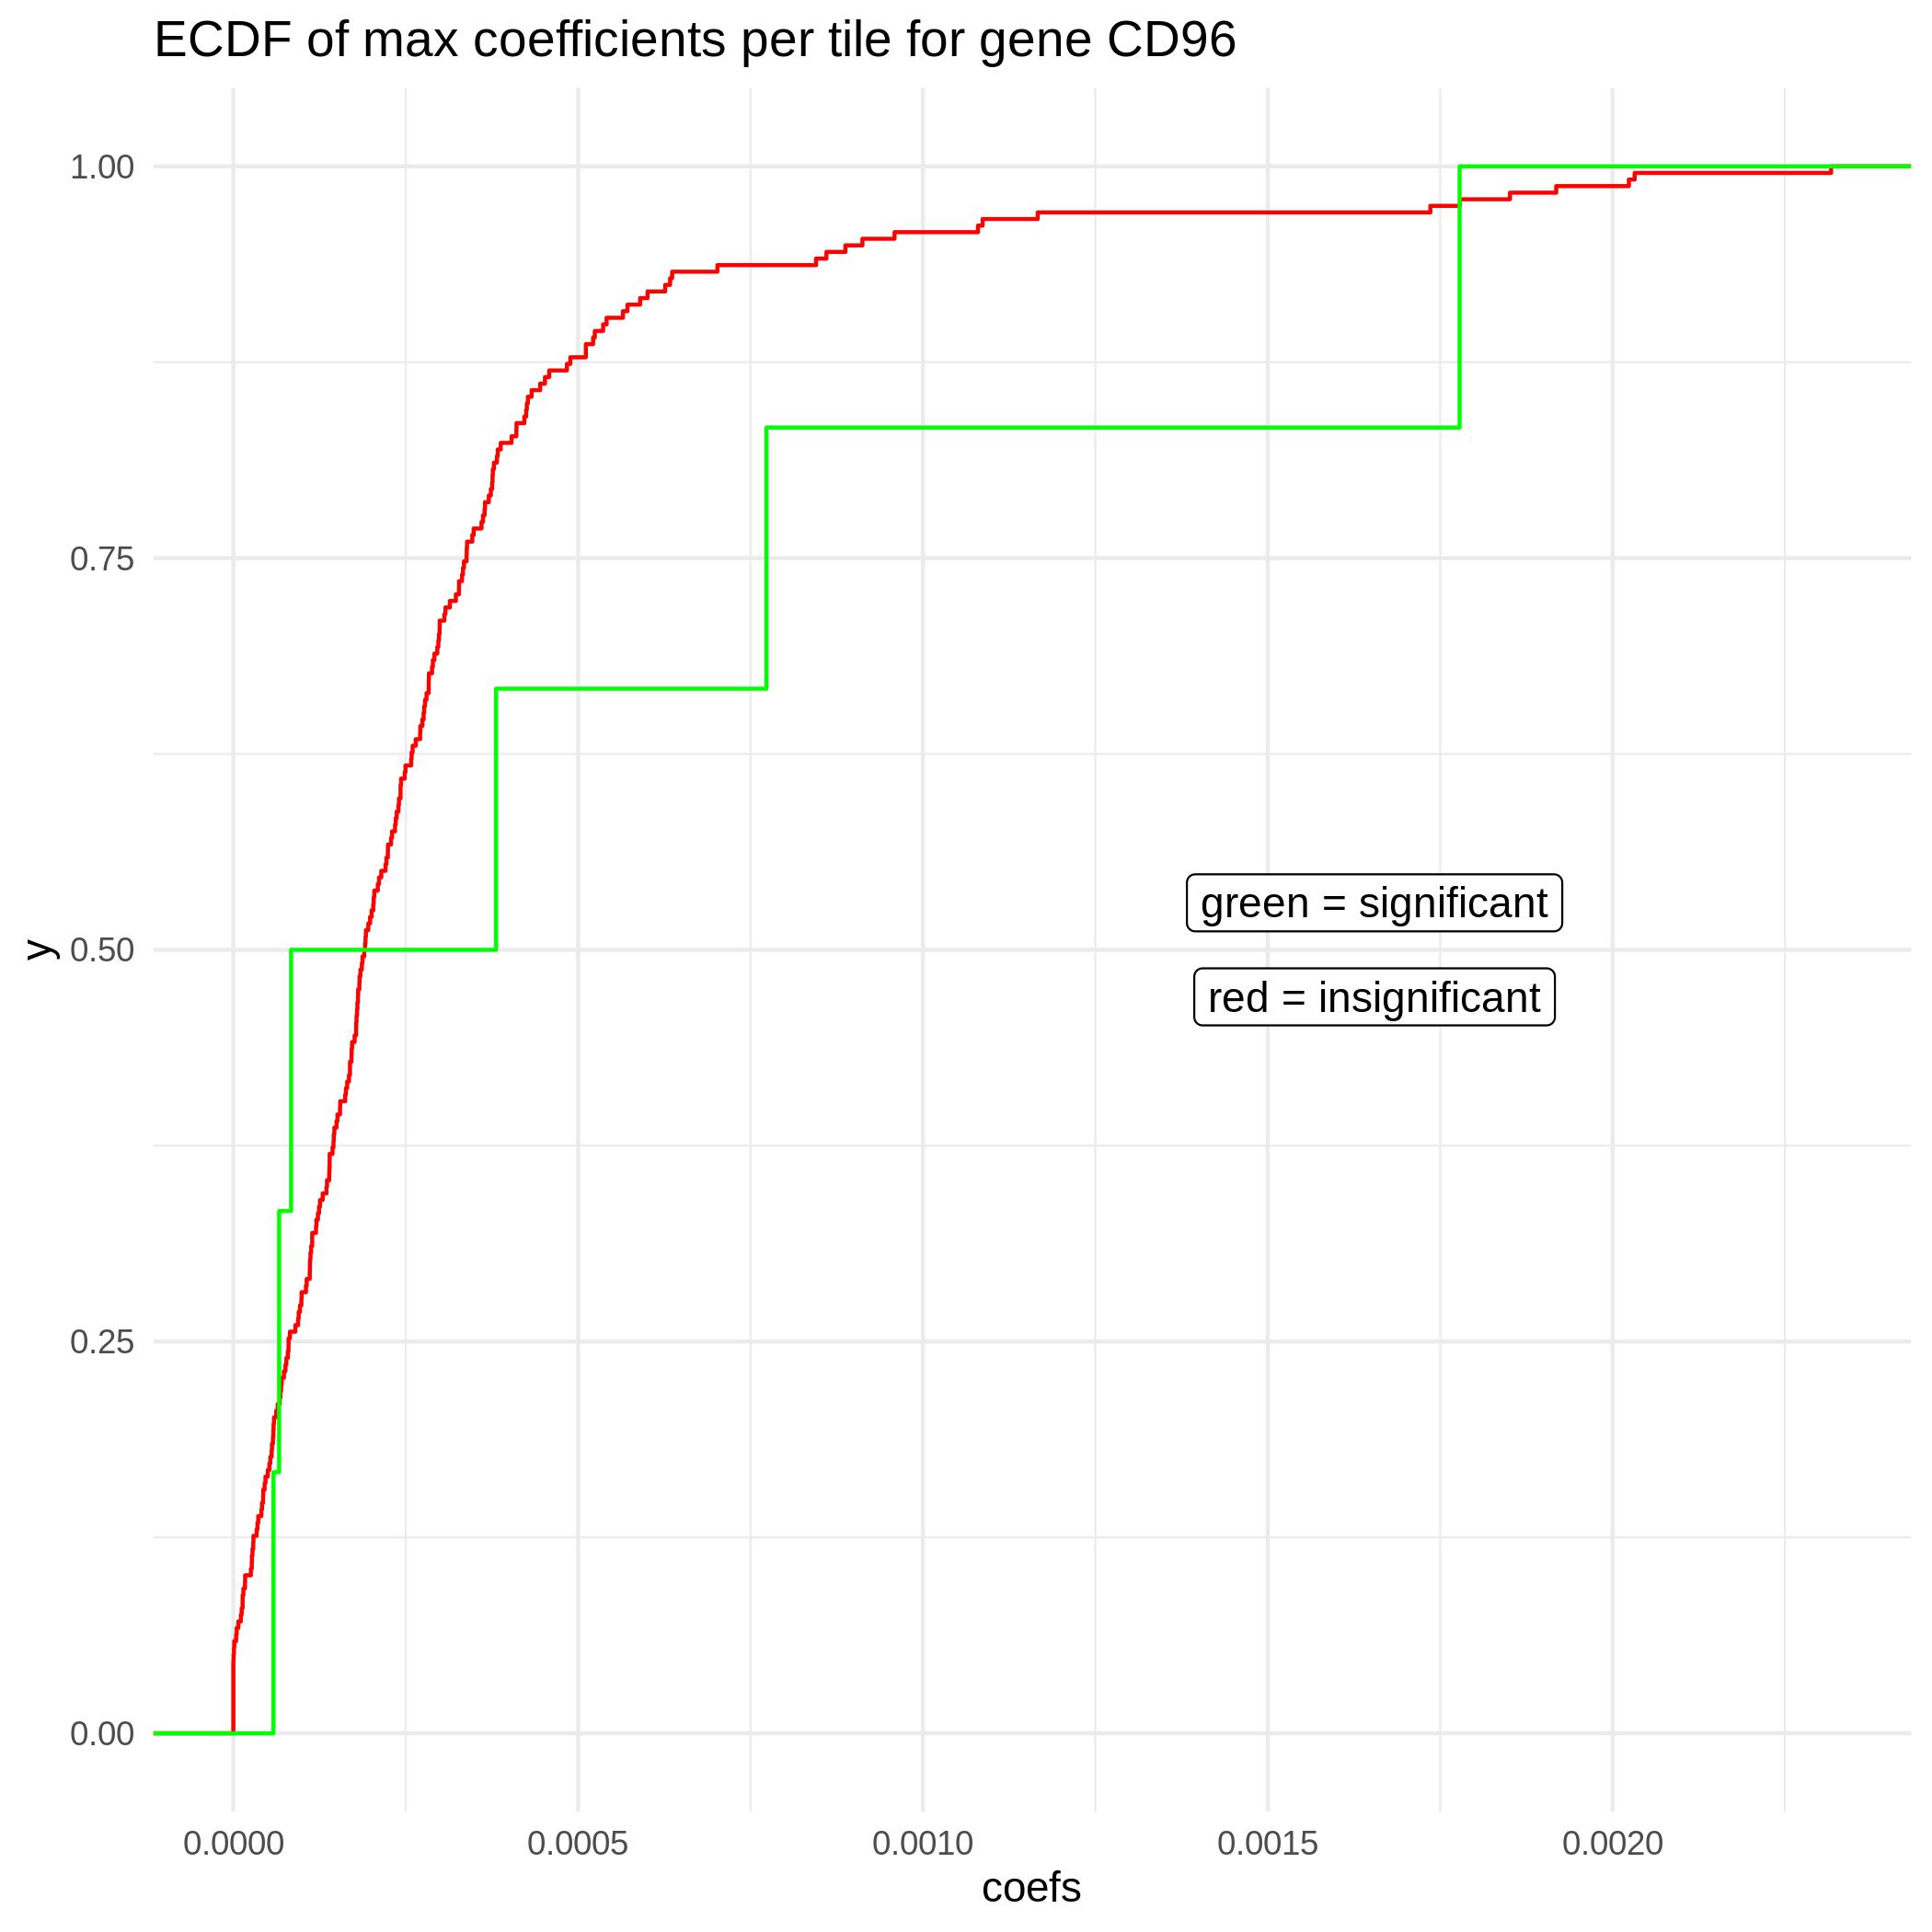 ECDF of max coefficients per tile for gene CD96
1.00
0.75
y
0.50
0.25
0.00
green = significant
red = insignificant
0.0000
0.0005
0.0010
0.0015
0.0020
coefs